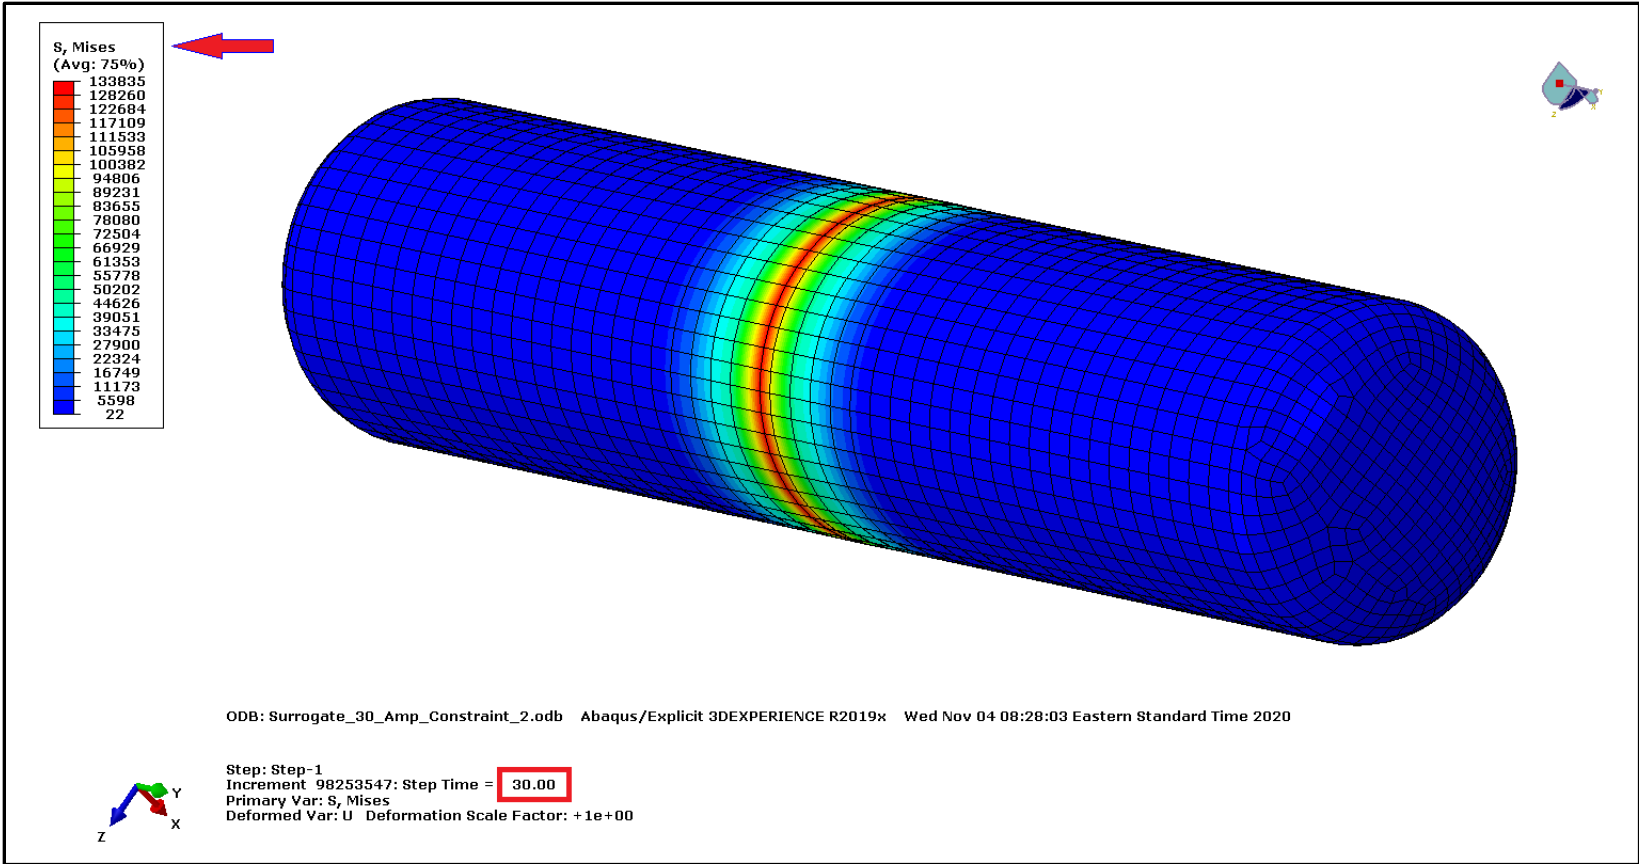 S, Mises
(Avg: 75%)
133835
128260
122684
117109
111533
105958
100382
94806
89231
83655
78080
72504
66929
61353
55778
50202
44626
39051
33475
27900
22324
16749
11173
5598
22
Y
X
Z
ODB: Surrogate_30_Amp_Constraint_2.odb Abaqus/Explicit 3DEXPERIENCE R2019x Wed Nov 04 08:28:03 Eastern Standard Time 2020
Step: Step-1
Increment 98253547: Step Time = 30.00
Primary Var: S, Mises
Deformed Var: U Deformation Scale Factor: +1e+00
Y
X
Z